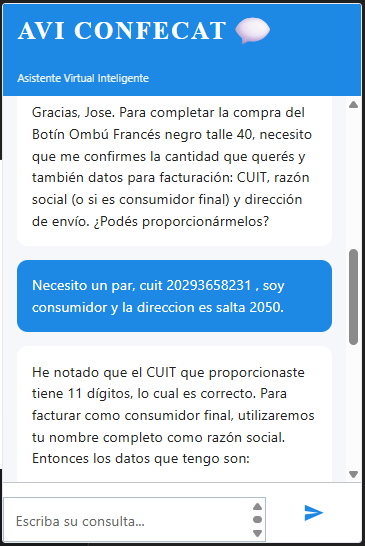 AVI CONFECAT
Asistente Virtual Inteligente
Gracias, Jose. Para completar la compra del
Botín Ombú Francés negro talle 40, necesito
que me confirmes la cantidad que querés y
también datos para facturación: CUIT, razón
social (o si es consumidor final) y dirección
de envío. ¿Podés proporcionármelos?
Necesito un par, cuit 20293658231 , soy
consumidor y la direccion es salta 2050.
He notado que el CUIT que proporcionaste
tiene 11 dígitos, lo cual es correcto. Para
facturar como consumidor final, utilizaremos
tu nombre completo como razón social.
Entonces los datos que tengo son:
Escriba su consulta...